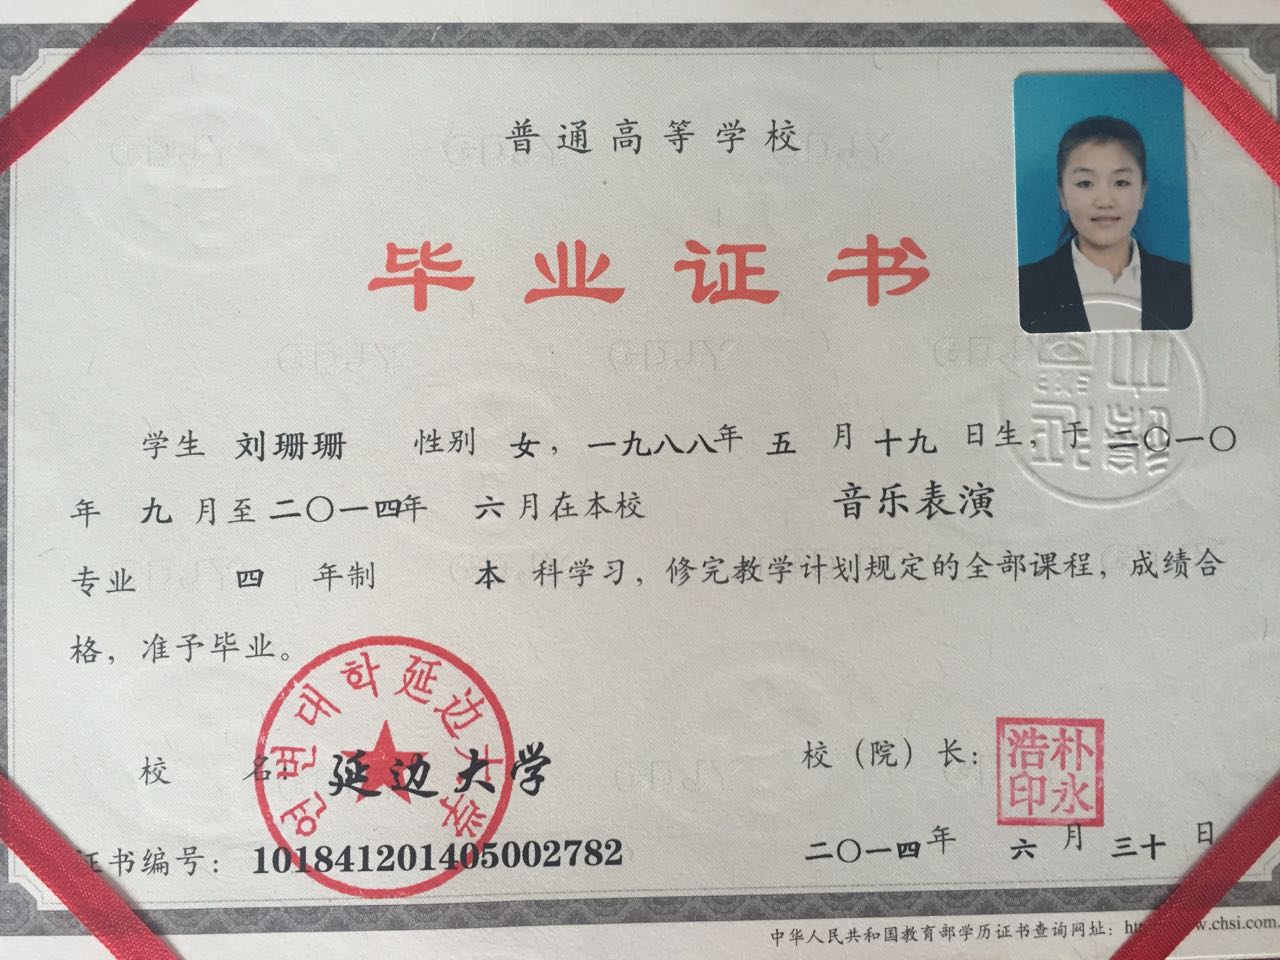 普通高等学校
毕业证书
学生 刘珊珊 性别 女，一九八八年 五 月 十九 日生，于 二〇一〇
年 九 月至 二〇一四年 六 月在本校 音乐表演
专业 四 年制 本 科学习，修完教学计划规定的全部课程，成绩合
格，准予毕业。
연변대학延边大学
校 名：延边大学
校（院）长：
朴永浩印
证书编号：101841201405002782
二〇一四年 六 月 三十 日
中华人民共和国教育部学历证书查询网址：
www.chsi.com.